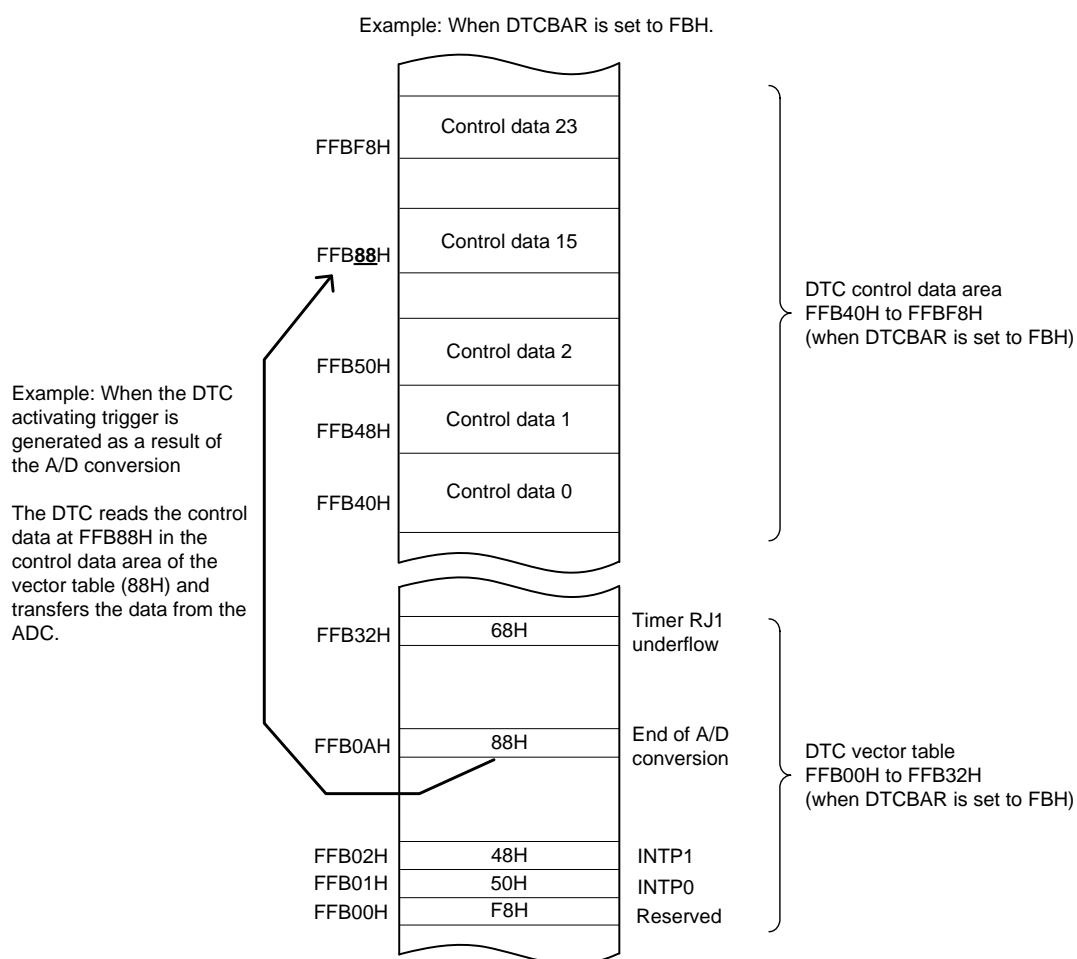 Example: When DTCBAR is set to FBH.
Control data 23
FFBF8H
Control data 15
FFB88H
DTC control data area
FFB40H to FFBF8H
(when DTCBAR is set to FBH)
Control data 2
FFB50H
Example: When the DTC
activating trigger is
generated as a result of
the A/D conversion
Control data 1
FFB48H
Control data 0
FFB40H
The DTC reads the control
data at FFB88H in the
control data area of the
vector table (88H) and
transfers the data from the
ADC.
FFB32H
68H
Timer RJ1
underflow
FFB0AH
88H
End of A/D
conversion
DTC vector table
FFB00H to FFB32H
(when DTCBAR is set to FBH)
FFB02H
48H
INTP1
FFB01H
50H
INTP0
FFB00H
F8H
Reserved